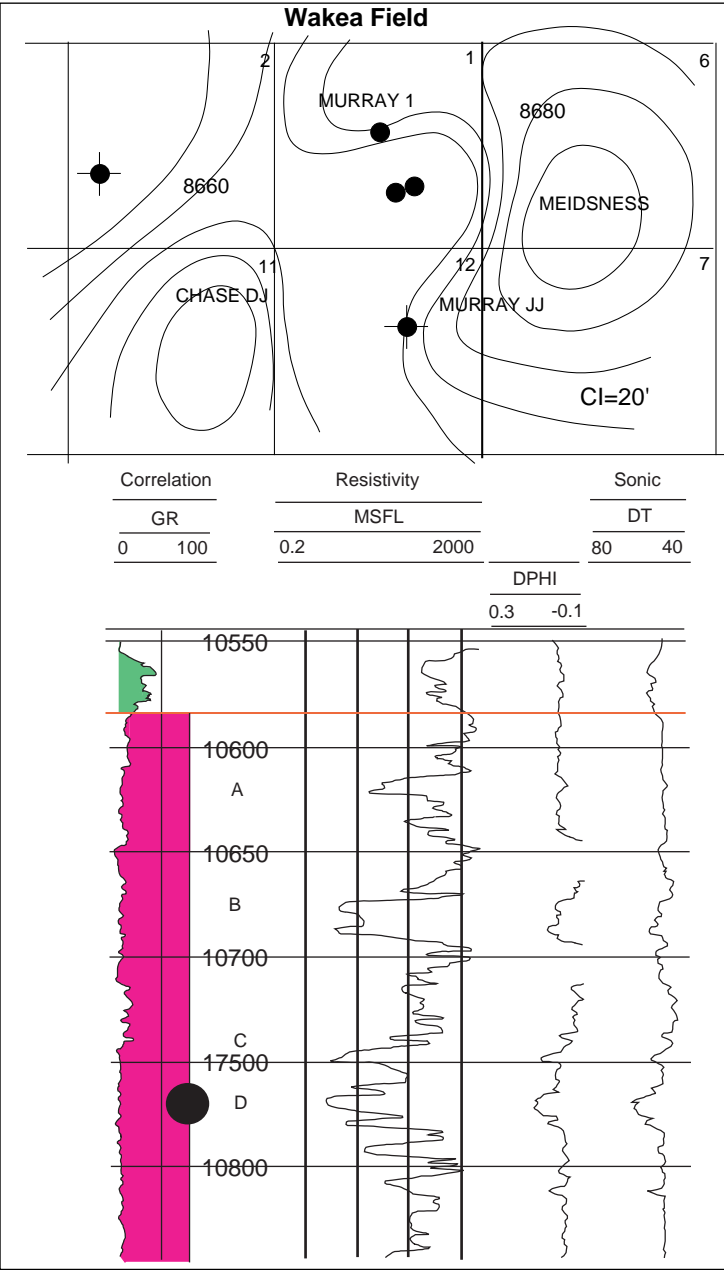 Wakea Field
2 1 6
MURRAY 1
8680
8660
MEIDSNESS
11 12 7
CHASE DJ
MURRAY JJ
CI=20'
Correlation Resistivity Sonic
GR MSFL DT
0 100 0.2 2000 80 40
DPHI
0.3 -0.1
10550
10600
A
10650
B
10700
C
17500
D
10800